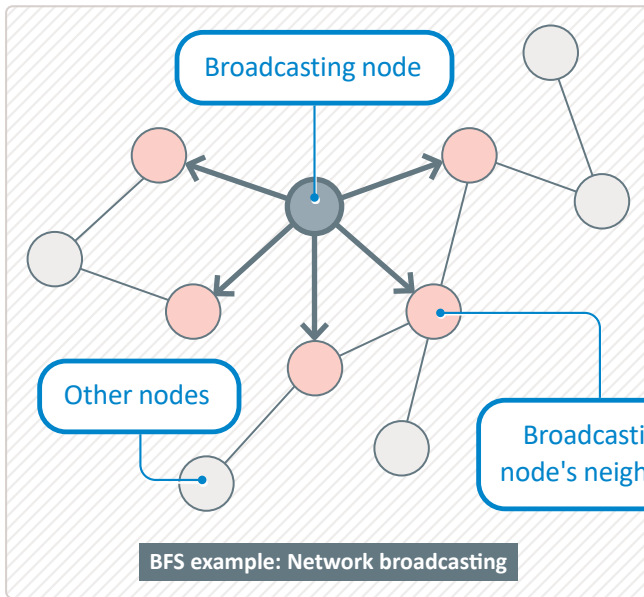 Broadcasting node
Other nodes
Broadcasti
node's neigh
BFS example: Network broadcasting